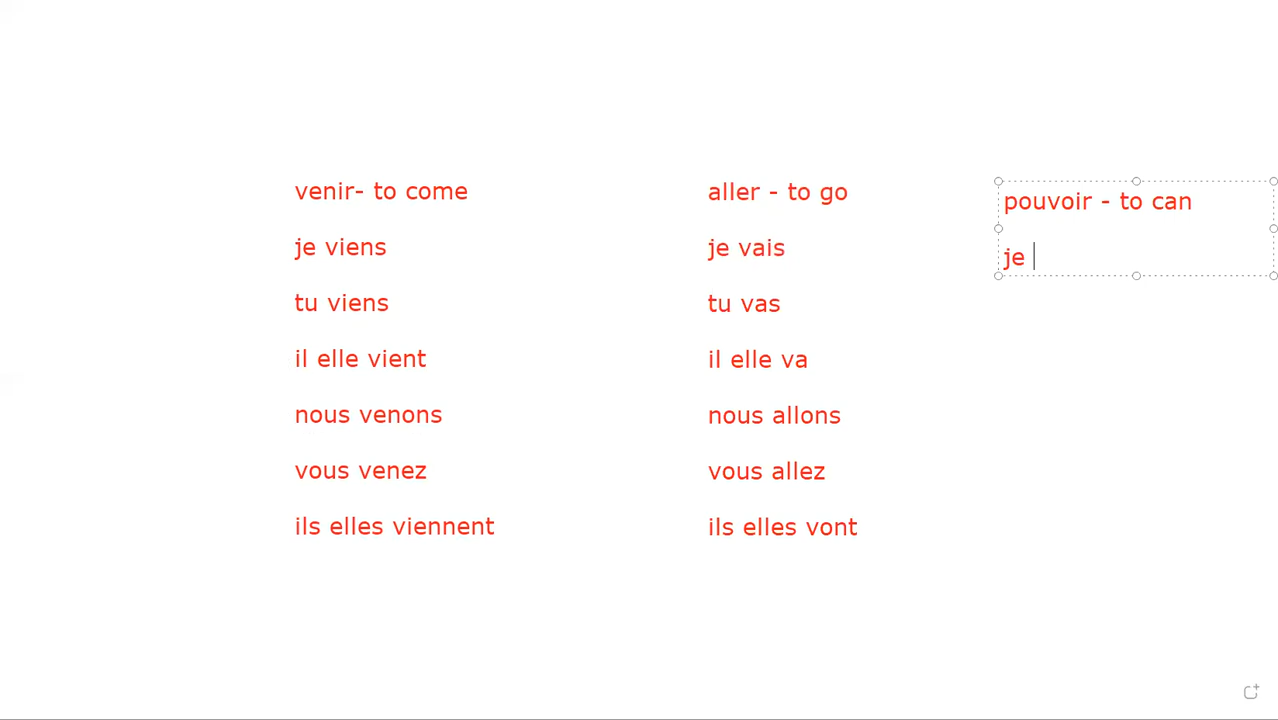 venir- to come
je viens
tu viens
il elle vient
nous venons
vous venez
ils elles viennent
aller - to go
je vais
tu vas
il elle va
nous allons
vous allez
ils elles vont
pouvoir - to can
je